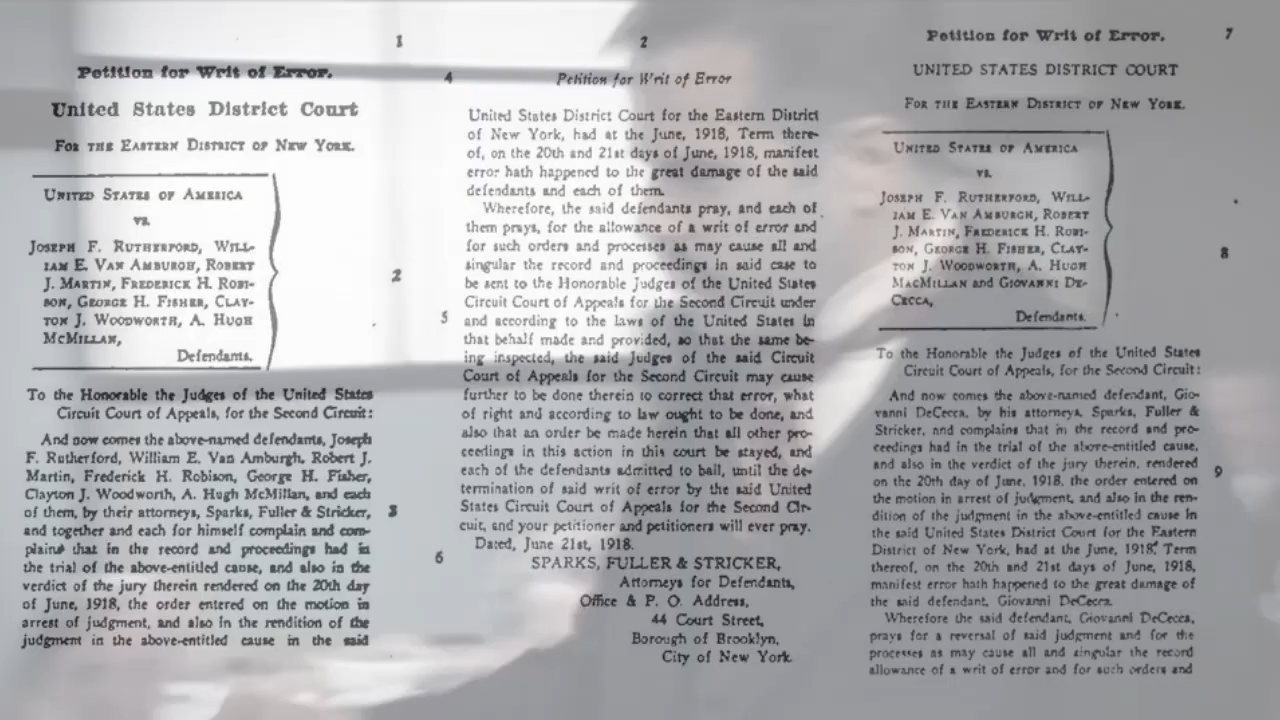 1
Petition for Writ of Error.
United States District Court
FOR THE EASTERN DISTRICT OF NEW YORK.
UNITED STATES OF AMERICA
vs.
JOSEPH F. RUTHERFORD, WILL-
IAM E. VAN AMBURGH, ROBERT
J. MARTIN, FREDERICK H. ROBI-
SON, GEORGE H. FISHER, CLAY-
TON J. WOODWORTH, A. HUGH
MCMILLAN,
Defendants.
2
To the Honorable the Judges of the United States
Circuit Court of Appeals, for the Second Circuit:
And now comes the above-named defendants, Joseph
F. Rutherford, William E. Van Amburgh, Robert J.
Martin, Frederick H. Robison, George H. Fisher,
Clayton J. Woodworth, A. Hugh McMillan, and each
of them, by their attorneys, Sparks, Fuller & Stricker,
3
and together and each for himself complain and com-
plains that in the record and proceedings had in
the trial of the above-entitled cause, and also in the
verdict of the jury therein rendered on the 20th day
of June, 1918, the order entered on the motion in
arrest of judgment, and also in the rendition of the
judgment in the above-entitled cause in the said
2
4
Petition for Writ of Error
United States District Court for the Eastern District
of New York, had at the June, 1918, Term there-
of, on the 20th and 21st days of June, 1918, manifest
error hath happened to the great damage of the said
defendants and each of them.
Wherefore, the said defendants pray, and each of
them prays, for the allowance of a writ of error and
for such orders and processes as may cause all and
singular the record and proceedings in said case to
be sent to the Honorable Judges of the United States
Circuit Court of Appeals for the Second Circuit under
5
and according to the laws of the United States in
that behalf made and provided, so that the same be-
ing inspected, the said Judges of the said Circuit
Court of Appeals for the Second Circuit may cause
further to be done therein to correct that error, what
of right and according to law ought to be done, and
also that an order be made herein that all other pro-
ceedings in this action in this court be stayed, and
each of the defendants admitted to bail, until the de-
termination of said writ of error by the said United
States Circuit Court of Appeals for the Second Cir-
cuit, and your petitioner and petitioners will ever pray.
Dated, June 21st, 1918.
6
SPARKS, FULLER & STRICKER,
Attorneys for Defendants,
Office & P. O. Address,
44 Court Street,
Borough of Brooklyn,
City of New York.
Petition for Writ of Error.
7
UNITED STATES DISTRICT COURT
FOR THE EASTERN DISTRICT OF NEW YORK.
UNITED STATES OF AMERICA
vs.
JOSEPH F. RUTHERFORD, WILL-
IAM E. VAN AMBURGH, ROBERT
J. MARTIN, FREDERICK H. ROBI-
SON, GEORGE H. FISHER, CLAY-
TON J. WOODWORTH, A. HUGH
MACMILLAN and GIOVANNI DE-
CECCA,
Defendants.
8
To the Honorable the Judges of the United States
Circuit Court of Appeals, for the Second Circuit:
And now comes the above-named defendant, Gio-
vanni DeCecca, by his attorneys, Sparks, Fuller &
Stricker, and complains that in the record and pro-
ceedings had in the trial of the above-entitled cause,
and also in the verdict of the jury therein, rendered
9
on the 20th day of June, 1918, the order entered on
the motion in arrest of judgment, and also in the ren-
dition of the judgment in the above-entitled cause in
the said United States District Court for the Eastern
District of New York, had at the June, 1918, Term
thereof, on the 20th and 21st days of June, 1918,
manifest error hath happened to the great damage of
the said defendant, Giovanni DeCecca.
Wherefore the said defendant, Giovanni DeCecca,
prays for a reversal of said judgment and for the
processes as may cause all and singular the record
allowance of a writ of error and for such orders and